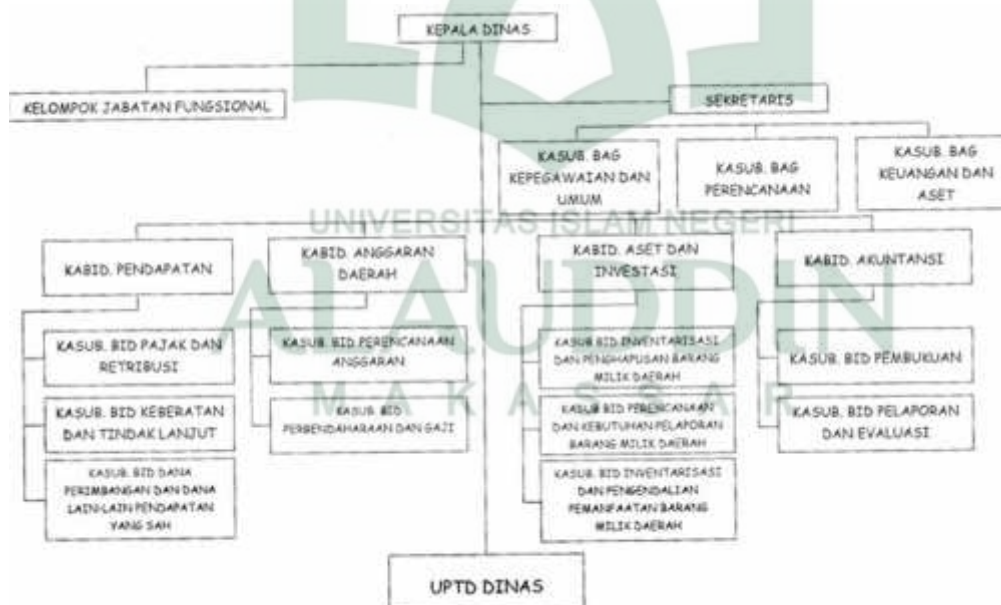 KEPALA DINAS
KELOMPOK JABATAN FUNGSIONAL
SEKRETARIS
KASUB. BAG
KEPEGAWAIAN DAN
UMUM
KASUB. BAG
PERENCANAAN
KASUB. BAG
KEUANGAN DAN
ASET
UNIVERSITAS ISLAM NEGERI
ALAUDDIN
MAKASSAR
KABID. PENDAPATAN
KABID. ANGGARAN
DAERAH
KABID. ASET DAN
INVESTASI
KABID. AKUNTANSI
KASUB. BID PAJAK DAN
RETRIBUSI
KASUB. BID KEBERATAN
DAN TINDAK LANJUT
KASUB. BID DANA
PERIMBANGAN DAN DANA
LAIN-LAIN PENDAPATAN
YANG SAH
KASUB. BID PERENCANAAN
ANGGARAN
KASUB. BID
PERBENDAHARAAN DAN GAJI
KASUB BID INVENTARISASI
DAN PENGHAPUSAN BARANG
MILIK DAERAH
KASUB. BID PERENCANAAN
DAN KEBUTUHAN PELAPORAN
BARANG MILIK DAERAH
KASUB. BID INVENTARISASI
DAN PENGENDALIAN
PEMANFAATAN BARANG
MILIK DAERAH
KASUB. BID PEMBUKUAN
KASUB. BID PELAPORAN
DAN EVALUASI
UPTD DINAS